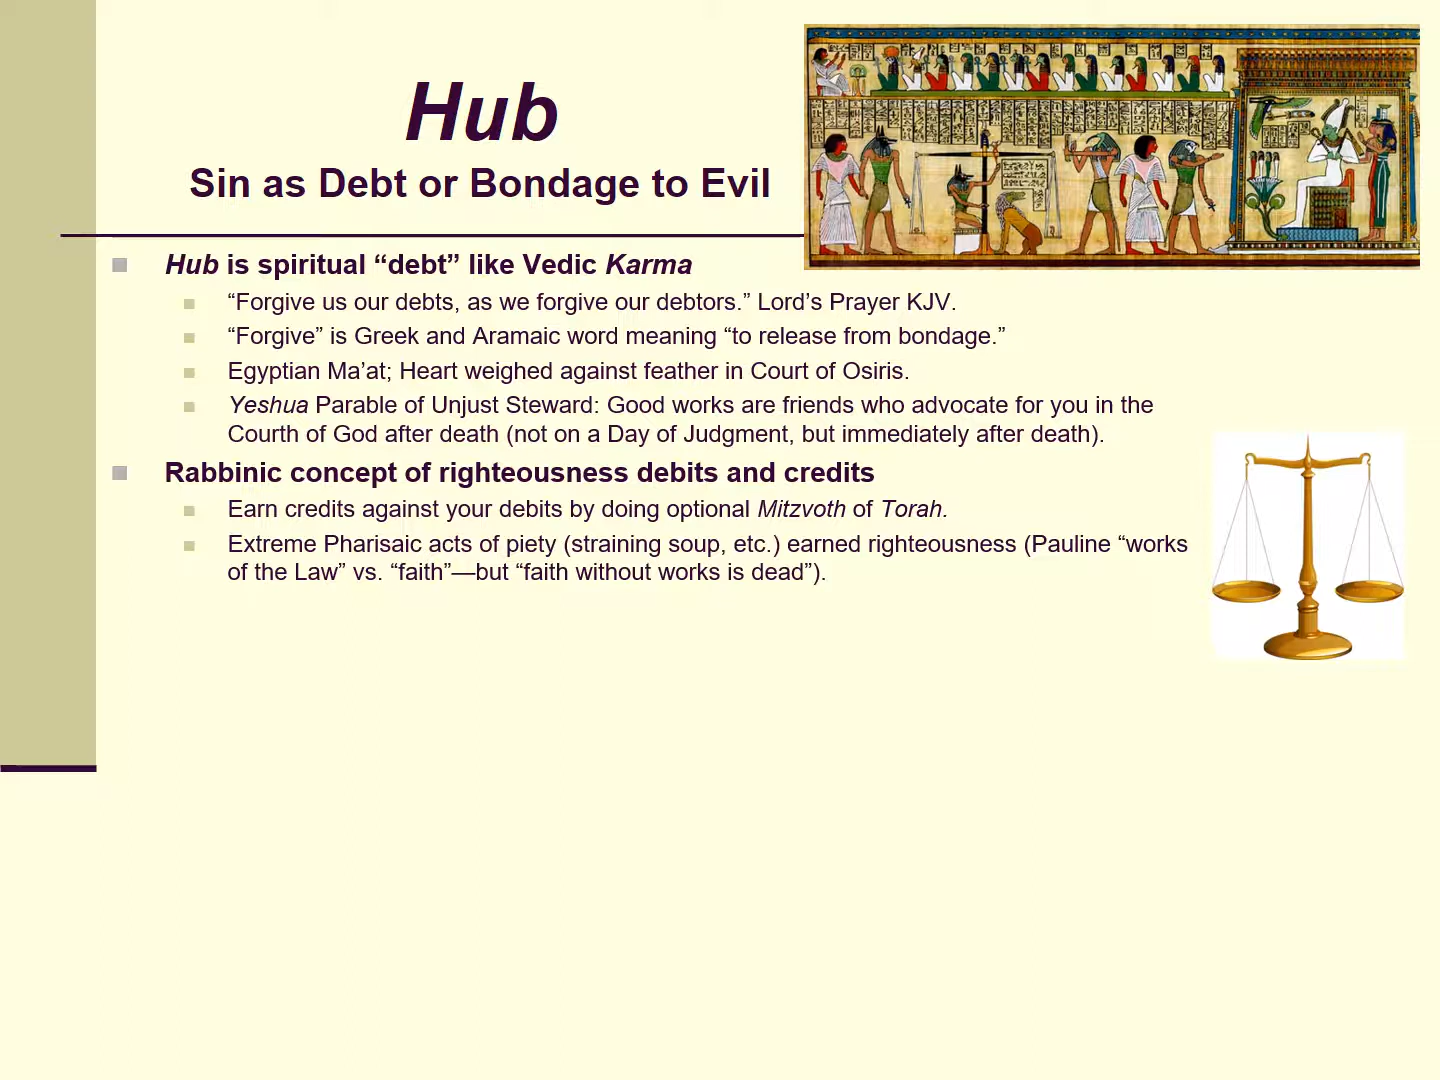 Hub
Sin as Debt or Bondage to Evil
Hub is spiritual “debt” like Vedic Karma
“Forgive us our debts, as we forgive our debtors.” Lord’s Prayer KJV.
“Forgive” is Greek and Aramaic word meaning “to release from bondage.”
Egyptian Ma’at; Heart weighed against feather in Court of Osiris.
Yeshua Parable of Unjust Steward: Good works are friends who advocate for you in the
Courth of God after death (not on a Day of Judgment, but immediately after death).
Rabbinic concept of righteousness debits and credits
Earn credits against your debits by doing optional Mitzvoth of Torah.
Extreme Pharisaic acts of piety (straining soup, etc.) earned righteousness (Pauline “works
of the Law” vs. “faith”—but “faith without works is dead”).